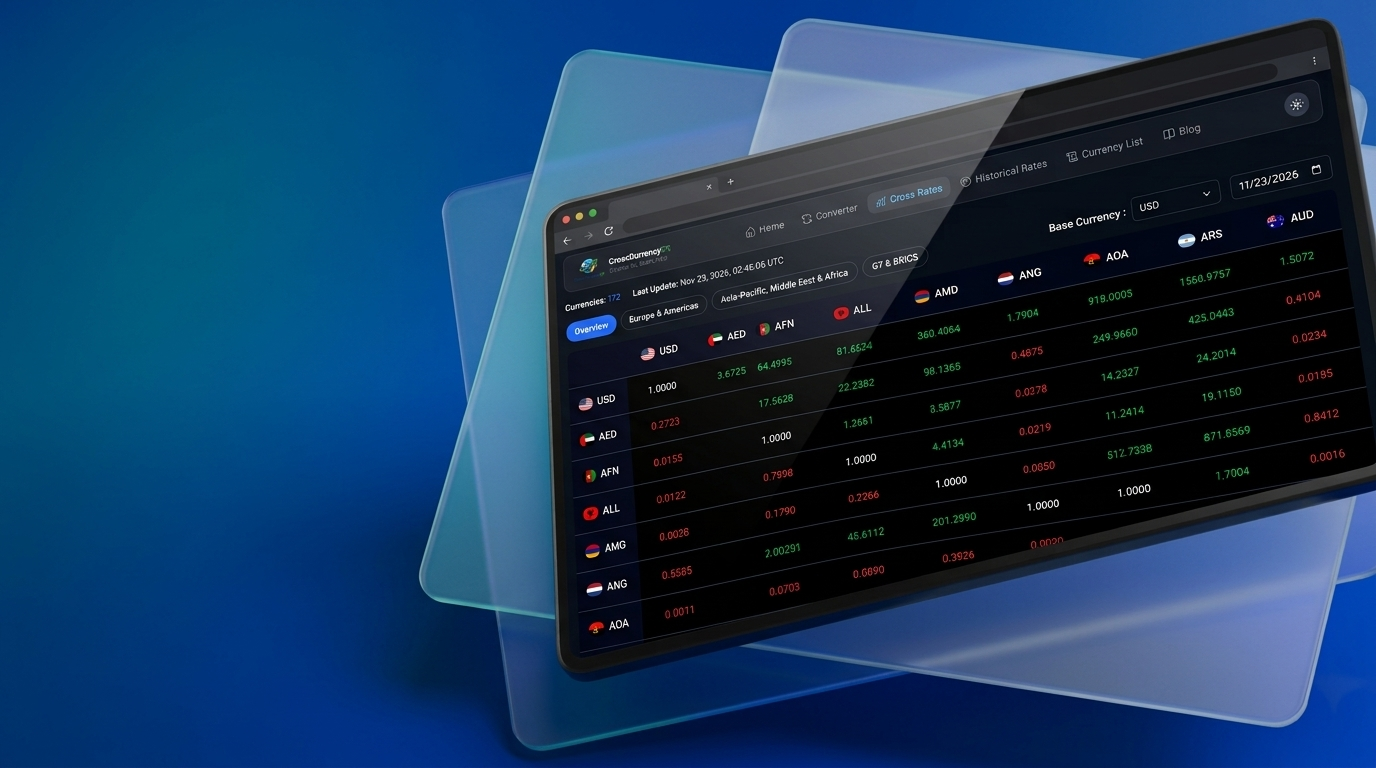 Home
Converter
Cross Rates
Historical Rates
Currency List
Blog
CroscDurrency
Currencies: 172 Last Update: Nov 23, 3026, 02:46:06 UTC
Base Currency : USD 11/23/2026
Overview Europe & Americas Acla-Pacific, Middle Eest & Africa G7 & BRICS
USD AED AFN ALL AMD ANG AOA ARS AUD
USD 1.0000 3.6725 64.4995 81.6624 360.4064 1.7904 918.0005 1560.9757 1.5072
AED 0.2723 17.5628 22.2382 98.1365 0.4875 249.9660 425.0443 0.4104
AFN 0.0155 1.0000 1.2661 8.5877 0.0378 14.2327 24.2014 0.0234
ALL 0.0122 0.7998 1.0000 4.4134 0.0219 11.2414 19.1150 0.0185
AMG 0.0026 0.1790 0.2266 1.0000 0.0850 512.7338 871.6569 0.8412
ANG 0.5585 2.00291 45.6112 201.2990 1.0000 1.0000 1.7004 0.0016
AOA 0.0011 0.0703 0.0890 0.3926 0.0020